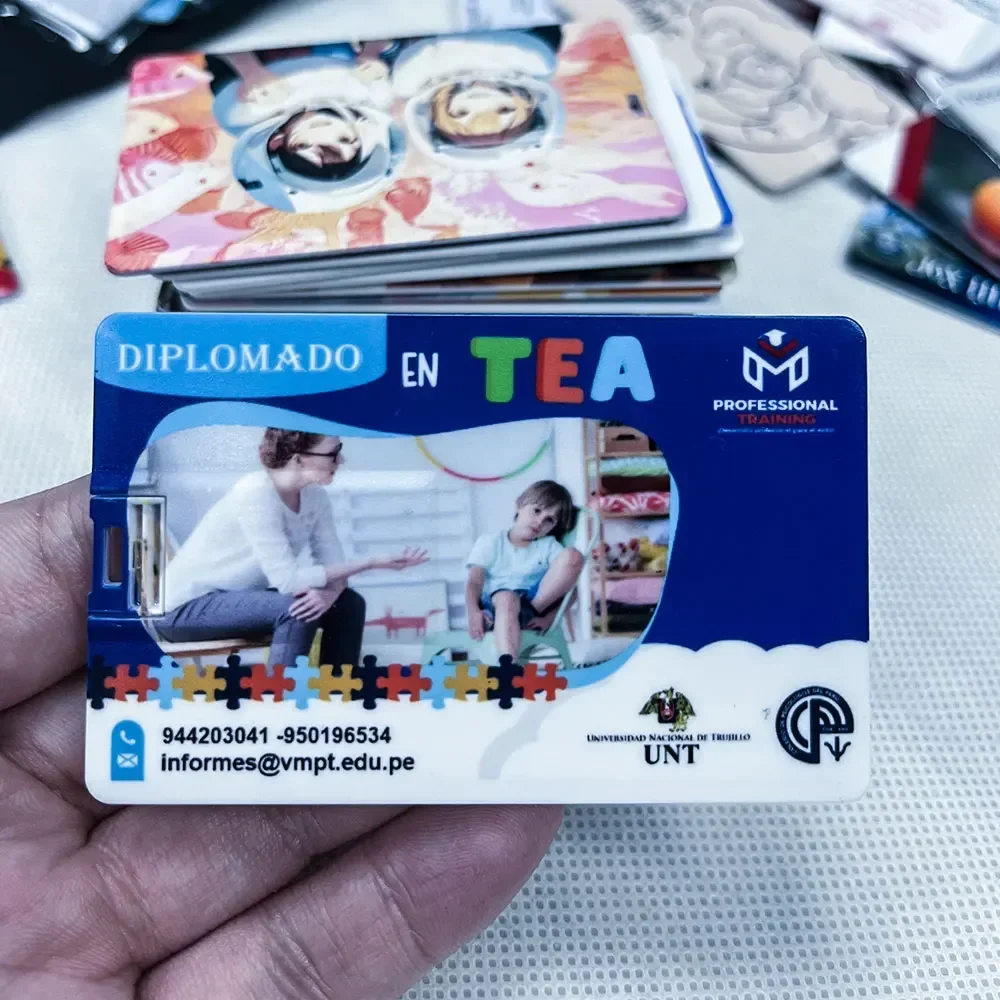 DIPLOMADO EN TEA
PROFESSIONAL
TRAINING
944203041 -950196534
informes@vmpt.edu.pe
UNIVERSIDAD NACIONAL DE TRUJILLO
UNT